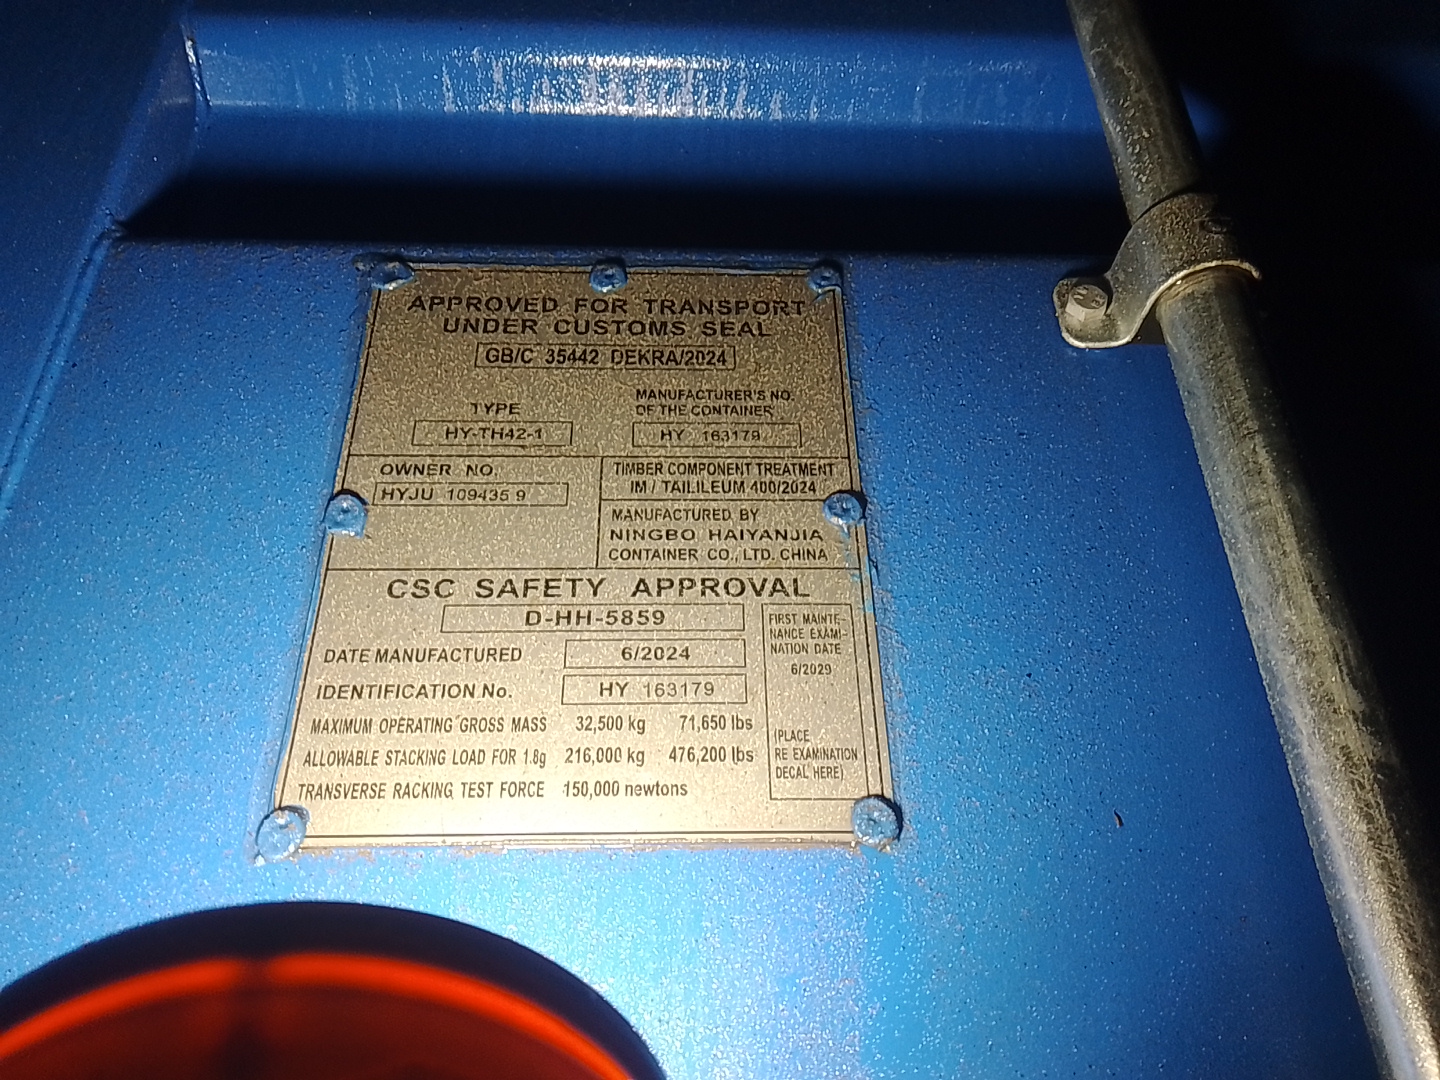 APPROVED FOR TRANSPORT
UNDER CUSTOMS SEAL
GB/C 35442 DEKRA/2024
TYPE
HY-TH42-1
MANUFACTURER'S NO.
OF THE CONTAINER
HY 163179
OWNER NO.
HYJU 109435 9
TIMBER COMPONENT TREATMENT
IM / TAILILEUM 400/2024
MANUFACTURED BY
NINGBO HAIYANJIA
CONTAINER CO., LTD. CHINA
CSC SAFETY APPROVAL
D-HH-5859
DATE MANUFACTURED 6/2024
IDENTIFICATION No. HY 163179
MAXIMUM OPERATING GROSS MASS 32,500 kg 71,650 lbs
ALLOWABLE STACKING LOAD FOR 1.8g 216,000 kg 476,200 lbs
TRANSVERSE RACKING TEST FORCE 150,000 newtons
FIRST MAINTE-
NANCE EXAMI-
NATION DATE
6/2029
(PLACE
RE EXAMINATION
DECAL HERE)